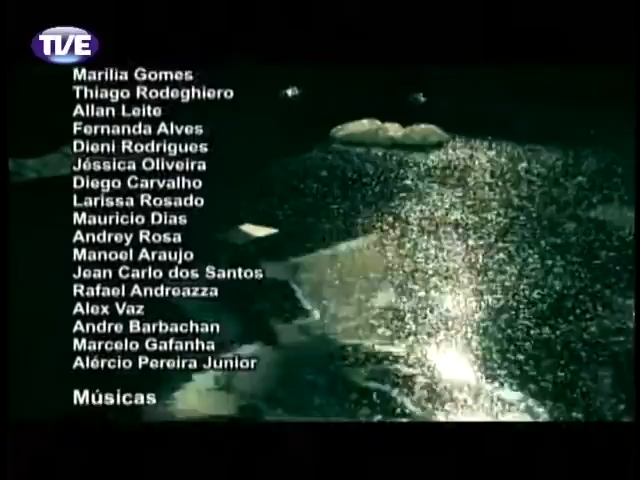 TVE
Marilia Gomes
Thiago Rodeghiero
Allan Leite
Fernanda Alves
Dieni Rodrigues
Jéssica Oliveira
Diego Carvalho
Larissa Rosado
Mauricio Dias
Andrey Rosa
Manoel Araujo
Jean Carlo dos Santos
Rafael Andreazza
Alex Vaz
Andre Barbachan
Marcelo Gafanha
Alércio Pereira Junior
Músicas